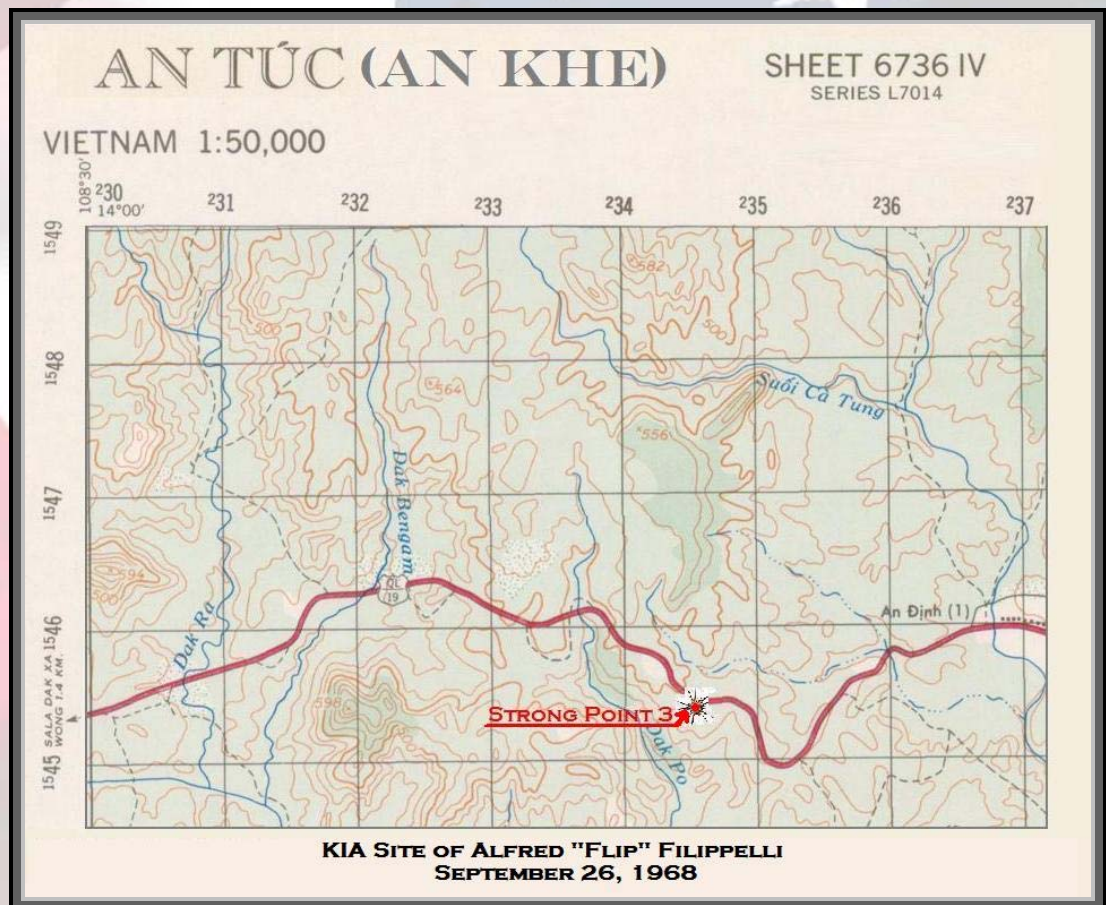 AN TÚC (AN KHE)
SHEET 6736 IV
SERIES L7014
VIETNAM 1:50,000
108°30'
14°00'
230 231 232 233 234 235 236 237
1549
582
500
500
1548
564
Suối Cà Tung
556
1547
Dak Bengam
594
500
QL
19
An Định (1)
1546
Dak Ra
SALA DAK XA
WONG 1.4 KM.
598
STRONG POINT 3
Dak Po
1545
KIA SITE OF ALFRED "FLIP" FILIPPELLI
SEPTEMBER 26, 1968